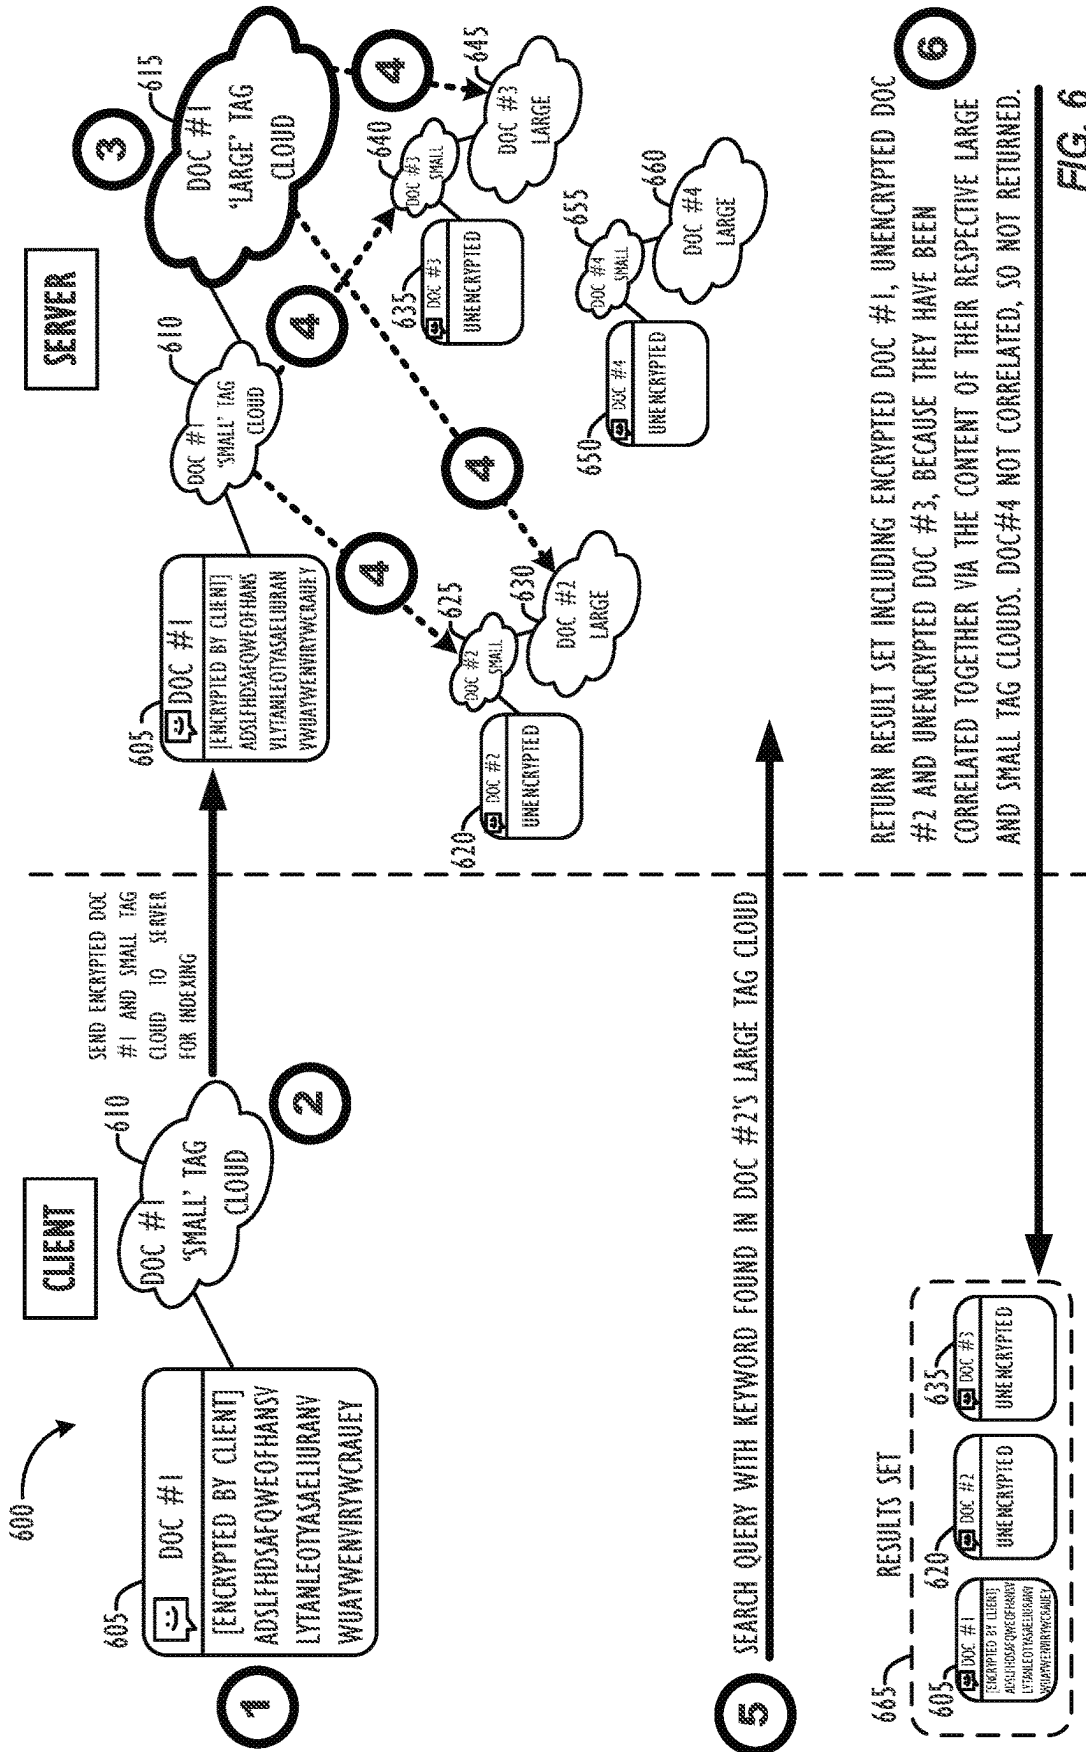 600
CLIENT
SERVER
1
605
DOC #1
[ENCRYPTED BY CLIENT]
ADSLFHDSAFQWEOFHANSV
LYTANLEOTYASAELIURANV
WUAYWENVIRYWCRAUEY
610
DOC #1
'SMALL' TAG
CLOUD
2
SEND ENCRYPTED DOC
#1 AND SMALL TAG
CLOUD TO SERVER
FOR INDEXING
605
DOC #1
[ENCRYPTED BY CLIENT]
ADSLFHDSAFQWEOFHANS
VLYTANLEOTYASAELIURAN
VWUAYWENVIRYWCRAUEY
610
DOC #1
'SMALL' TAG
CLOUD
3
615
DOC #1
'LARGE' TAG
CLOUD
4
4
4
4
620
DOC #2
UNENCRYPTED
625
DOC #2
SMALL
630
DOC #2
LARGE
635
DOC #3
UNENCRYPTED
640
DOC #3
SMALL
645
DOC #3
LARGE
650
DOC #4
UNENCRYPTED
655
DOC #4
SMALL
660
DOC #4
LARGE
5
SEARCH QUERY WITH KEYWORD FOUND IN DOC #2'S LARGE TAG CLOUD
6
RETURN RESULT SET INCLUDING ENCRYPTED DOC #1, UNENCRYPTED DOC
#2 AND UNENCRYPTED DOC #3, BECAUSE THEY HAVE BEEN
CORRELATED TOGETHER VIA THE CONTENT OF THEIR RESPECTIVE LARGE
AND SMALL TAG CLOUDS. DOC#4 NOT CORRELATED, SO NOT RETURNED.
665
RESULTS SET
605
DOC #1
[ENCRYPTED BY CLIENT]
ADSLFHDSAFQWEOFHANSV
LYTANLEOTYASAELIURANV
WUAYWENVIRYWCRAUEY
620
DOC #2
UNENCRYPTED
635
DOC #3
UNENCRYPTED
FIG. 6